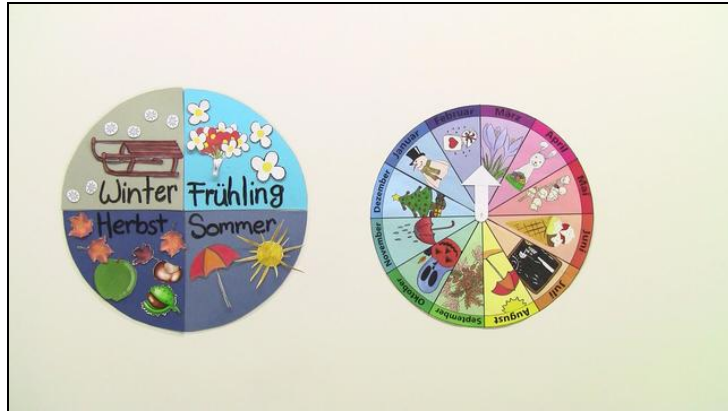 Winter Frühling
Herbst Sommer
Januar
Februar
März
April
Mai
Juni
Juli
August
September
Oktober
November
Dezember